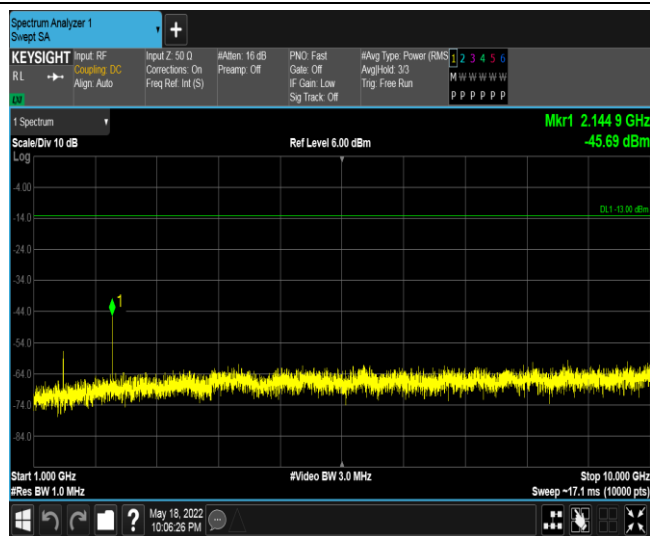 Spectrum Analyzer 1
Swept SA
+
KEYSIGHT Input: RF Input Z: 50 Ω #Atten: 16 dB PNO: Fast #Avg Type: Power (RMS 1 2 3 4 5 6
RL Coupling: DC Corrections: On Preamp: Off Gate: Off Avg|Hold: 3/3 M W W W W W
Align: Auto Freq Ref: Int (S) IF Gain: Low Trig: Free Run
Sig Track: Off P P P P P P
LXI
1 Spectrum Mkr1 2.144 9 GHz
Scale/Div 10 dB Ref Level 6.00 dBm -45.69 dBm
Log
-4.00
DL1 -13.00 dBm
-14.0
-24.0
-34.0
1
-44.0
-54.0
-64.0
-74.0
-84.0
Start 1.000 GHz #Video BW 3.0 MHz Stop 10.000 GHz
#Res BW 1.0 MHz Sweep ~17.1 ms (10000 pts)
? May 18, 2022
10:06:26 PM